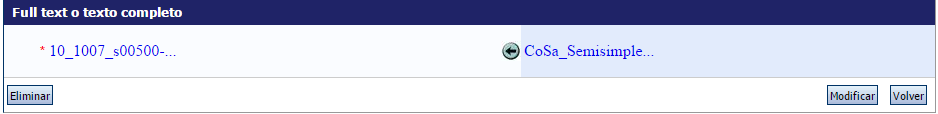 Full text o texto completo
* 10_1007_s00500-... CoSa_Semisimple...
Eliminar Modificar Volver